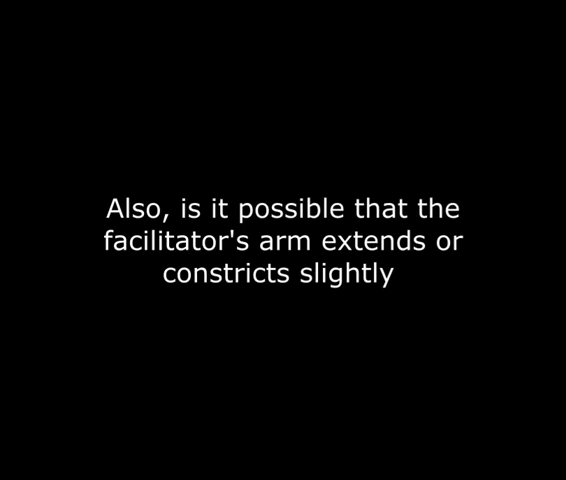 Also, is it possible that the
facilitator's arm extends or
constricts slightly